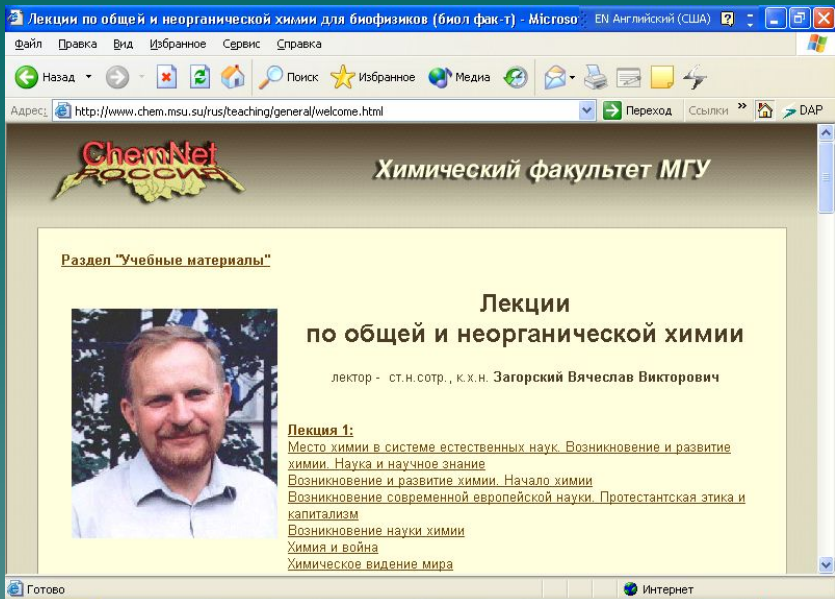 Лекции по общей и неорганической химии для биофизиков (биол фак-т) - Microso EN Английский (США)
Файл Правка Вид Избранное Сервис Справка
Назад Поиск Избранное Медиа
Адрес: http://www.chem.msu.su/rus/teaching/general/welcome.html Переход Ссылки » DAP
ChemNet
РОССИЯ
Химический факультет МГУ
Раздел "Учебные материалы"
Лекции
по общей и неорганической химии
лектор - ст.н.сотр., к.х.н. Загорский Вячеслав Викторович
Лекция 1:
Место химии в системе естественных наук. Возникновение и развитие
химии. Наука и научное знание
Возникновение и развитие химии. Начало химии
Возникновение современной европейской науки. Протестантская этика и
капитализм
Возникновение науки химии
Химия и война
Химическое видение мира
Готово Интернет